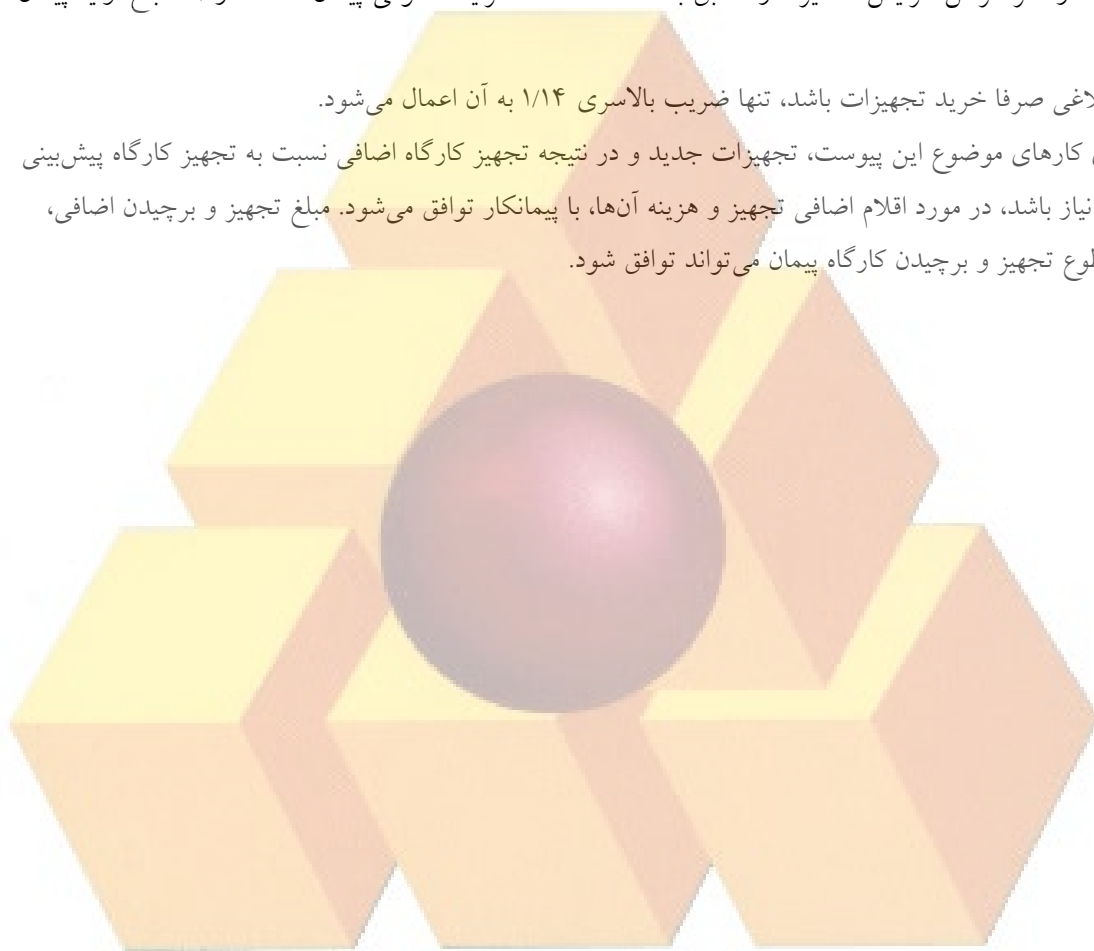 لاغی صرفا خرید تجهیزات باشد، تنها ضریب بالاسری ۱/۱۴ به آن اعمال می‌شود.
کارهای موضوع این پیوست، تجهیزات جدید و در نتیجه تجهیز کارگاه اضافی نسبت به تجهیز کارگاه پیش‌بینی
نیاز باشد، در مورد اقلام اضافی تجهیز و هزینه آن‌ها، با پیمانکار توافق می‌شود. مبلغ تجهیز و برچیدن اضافی،
طوع تجهیز و برچیدن کارگاه پیمان می‌تواند توافق شود.